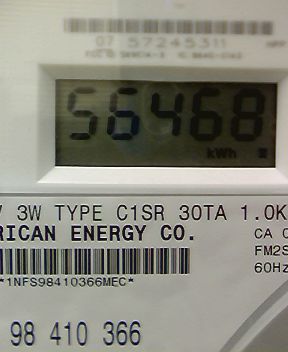 07 57245311
56468
kWh
3W TYPE C1SR 30TA 1.0K
RICAN ENERGY CO.
CA
FM2S
60Hz
*1NFS98410366MEC*
98 410 366